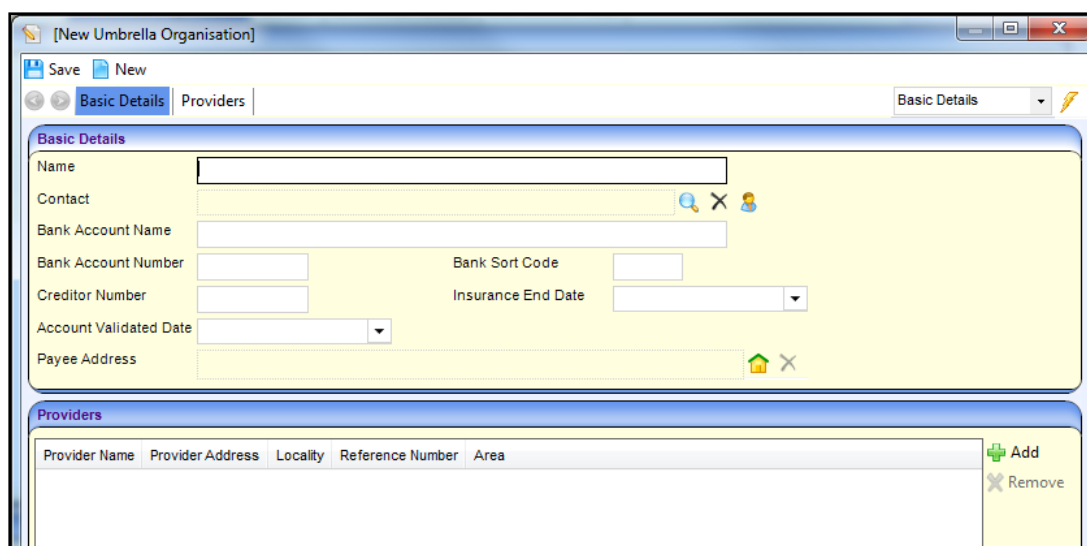 [New Umbrella Organisation]
Save New
Basic Details Providers Basic Details
Basic Details
Name
Contact
Bank Account Name
Bank Account Number Bank Sort Code
Creditor Number Insurance End Date
Account Validated Date
Payee Address
Providers
Provider Name Provider Address Locality Reference Number Area
Add
Remove